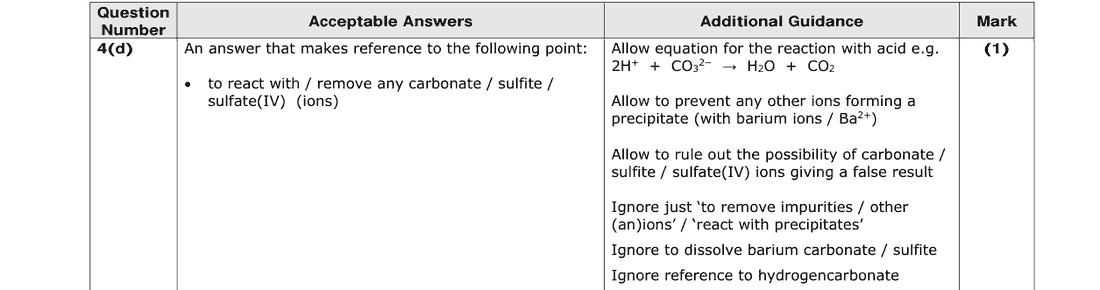 Question Number
Acceptable Answers
Additional Guidance
Mark
4(d)
An answer that makes reference to the following point:
• to react with / remove any carbonate / sulfite /
sulfate(IV) (ions)
Allow equation for the reaction with acid e.g.
2H⁺ + CO₃²⁻ → H₂O + CO₂
Allow to prevent any other ions forming a
precipitate (with barium ions / Ba²⁺)
Allow to rule out the possibility of carbonate /
sulfite / sulfate(IV) ions giving a false result
Ignore just ‘to remove impurities / other
(an)ions’ / ‘react with precipitates’
Ignore to dissolve barium carbonate / sulfite
Ignore reference to hydrogencarbonate
(1)